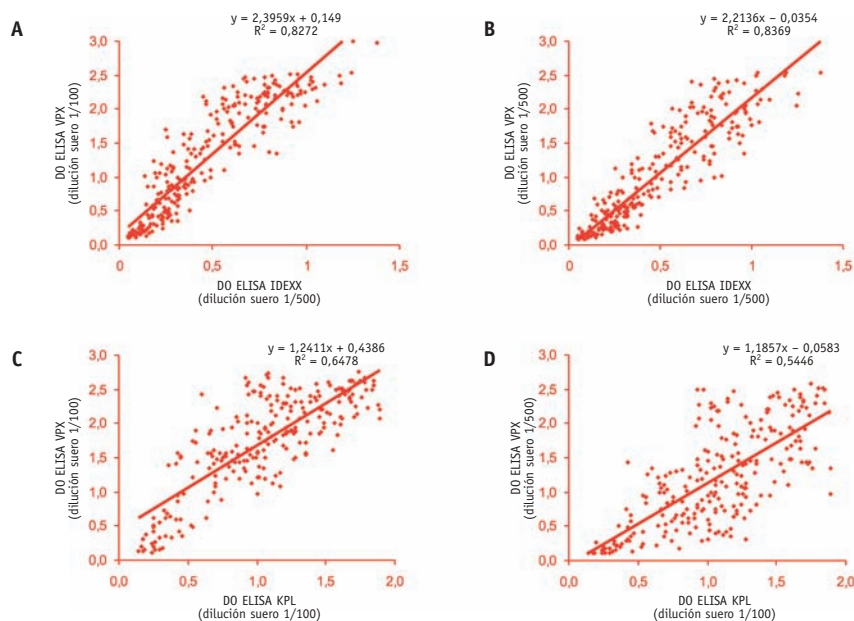 A
y = 2,3959x + 0,149
R² = 0,8272
DO ELISA VPX
(dilución suero 1/100)
3,0
2,5
2,0
1,5
1,0
0,5
0,0
0
0,5
1
1,5
DO ELISA IDEXX
(dilución suero 1/500)
B
y = 2,2136x – 0,0354
R² = 0,8369
DO ELISA VPX
(dilución suero 1/500)
3,0
2,5
2,0
1,5
1,0
0,5
0,0
0
0,5
1
1,5
DO ELISA IDEXX
(dilución suero 1/500)
C
y = 1,2411x + 0,4386
R² = 0,6478
DO ELISA VPX
(dilución suero 1/100)
3,0
2,5
2,0
1,5
1,0
0,5
0,0
0,0
0,5
1,0
1,5
2,0
DO ELISA KPL
(dilución suero 1/100)
D
y = 1,1857x – 0,0583
R² = 0,5446
DO ELISA VPX
(dilución suero 1/500)
3,0
2,5
2,0
1,5
1,0
0,5
0,0
0,0
0,5
1,0
1,5
2,0
DO ELISA KPL
(dilución suero 1/100)